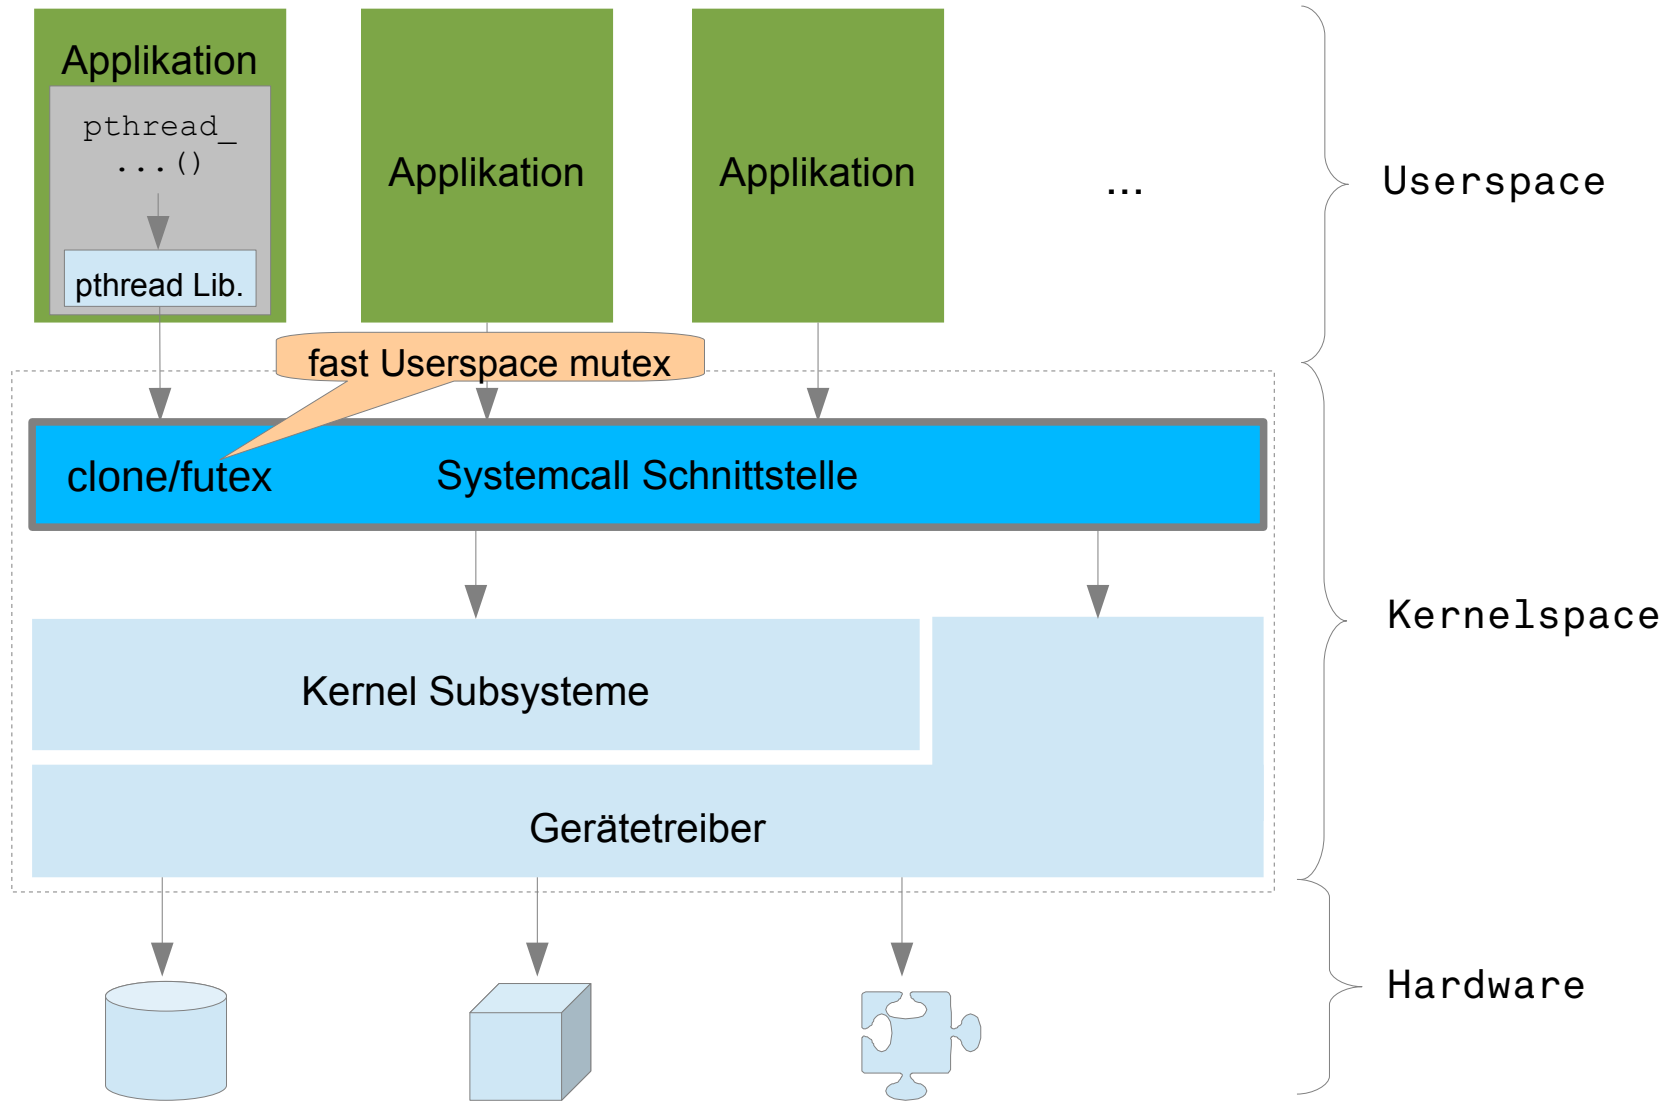 Applikation
pthread_
...()
pthread Lib.
Applikation
Applikation
...
Userspace
fast Userspace mutex
clone/futex
Systemcall Schnittstelle
Kernel Subsysteme
Kernelspace
Gerätetreiber
Hardware